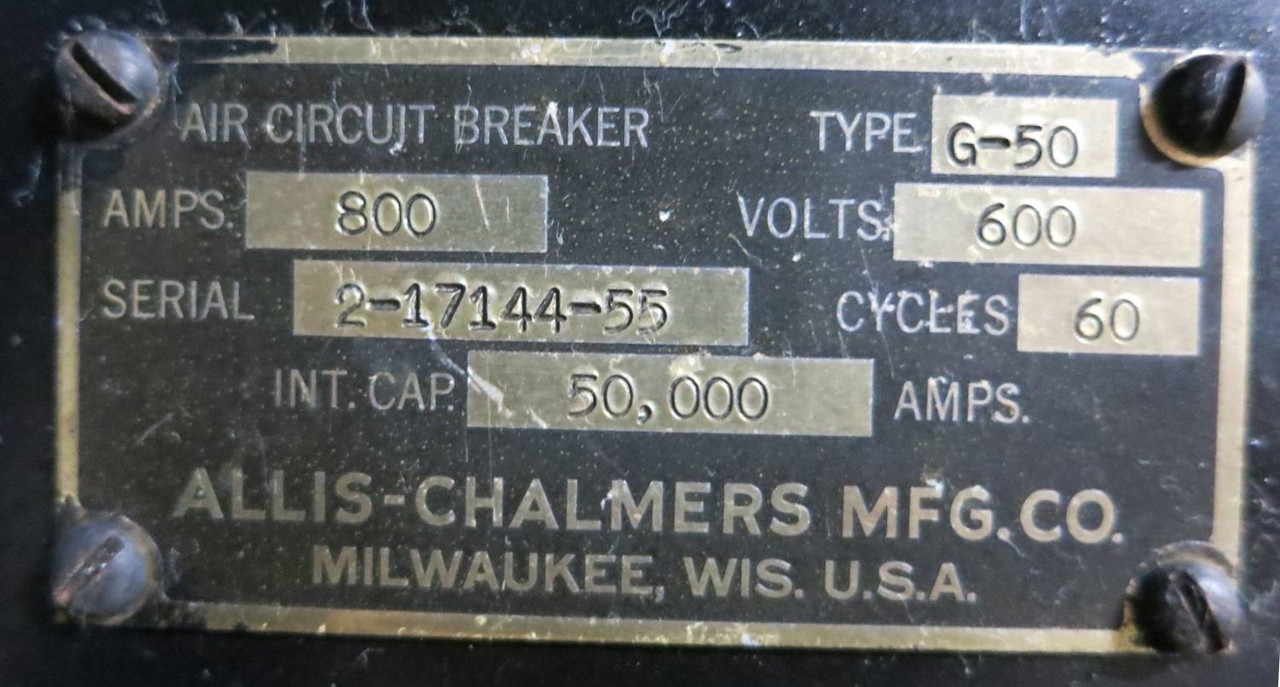 AIR CIRCUIT BREAKER TYPE G-50
AMPS. 800 VOLTS. 600
SERIAL 2-17144-55 CYCLES 60
INT. CAP. 50,000 AMPS.
ALLIS-CHALMERS MFG. CO.
MILWAUKEE, WIS. U.S.A.